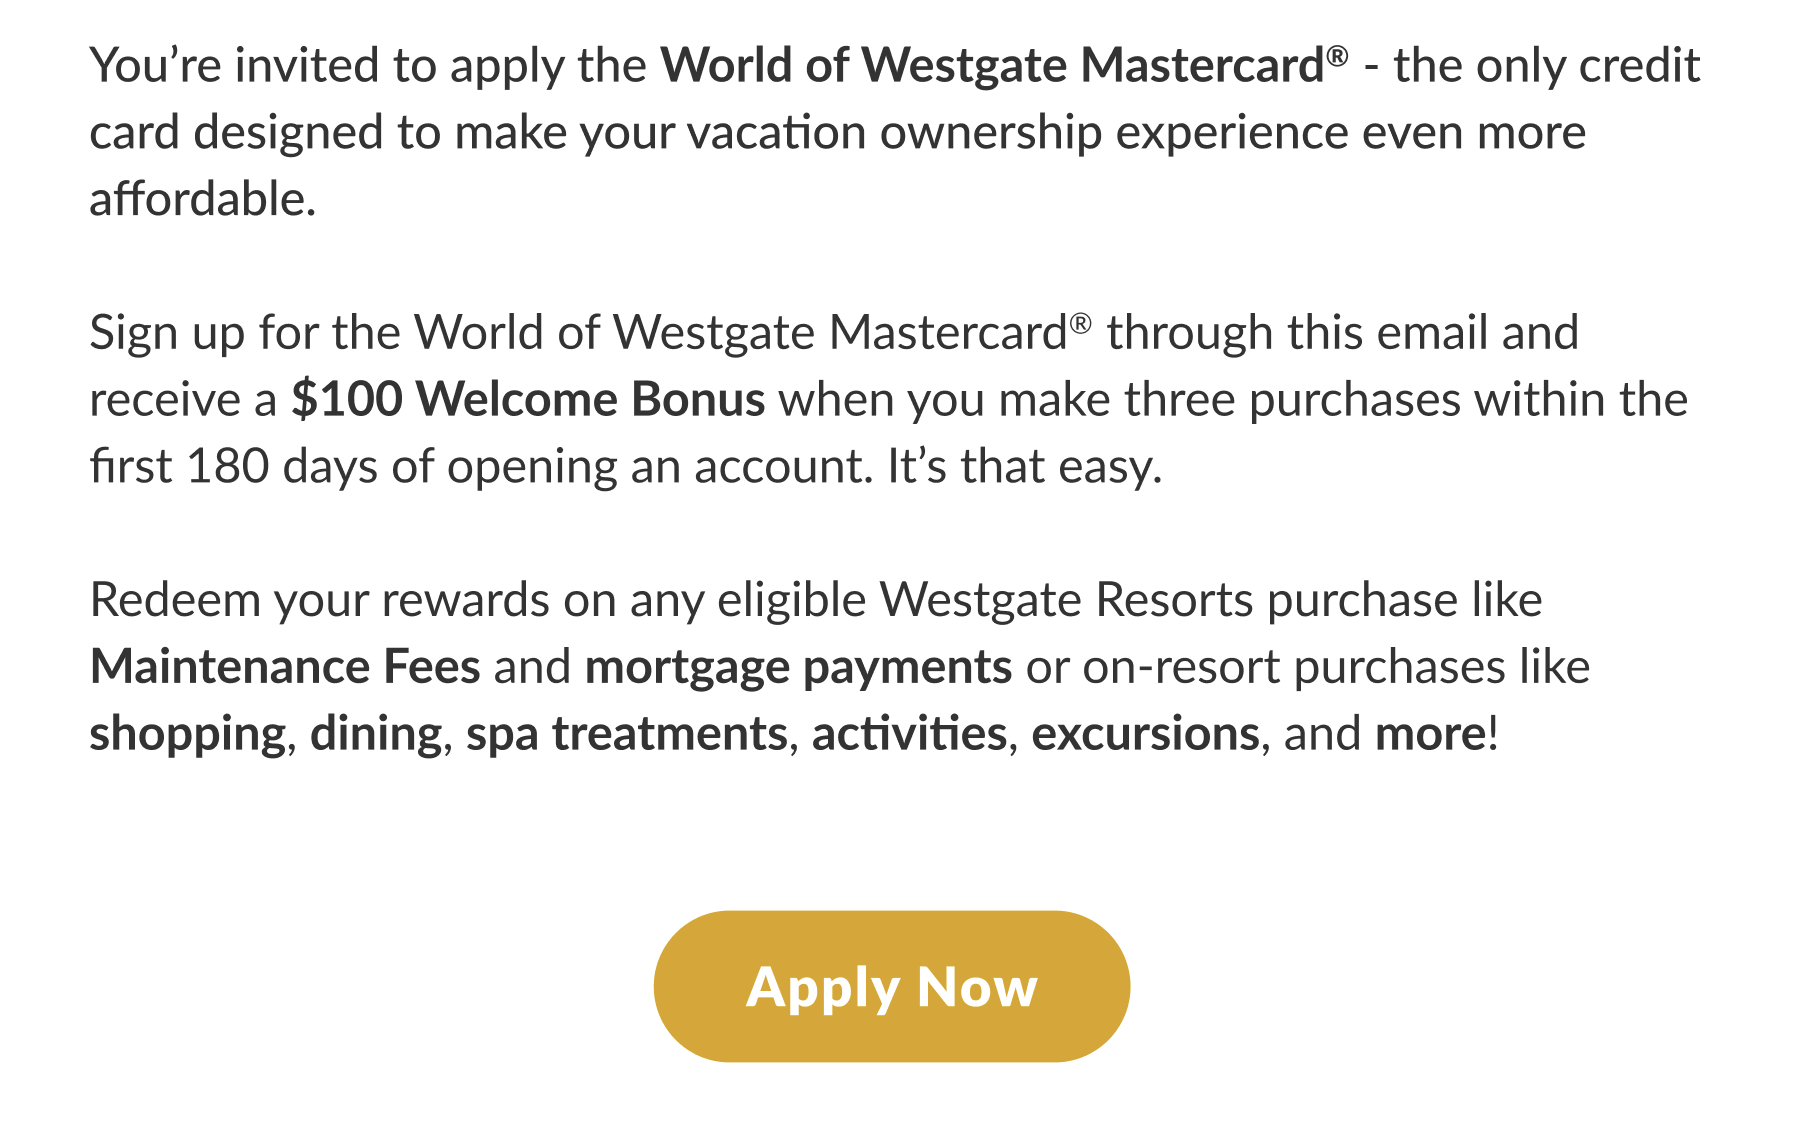 You’re invited to apply the World of Westgate Mastercard® - the only credit
card designed to make your vacation ownership experience even more
affordable.
Sign up for the World of Westgate Mastercard® through this email and
receive a $100 Welcome Bonus when you make three purchases within the
first 180 days of opening an account. It’s that easy.
Redeem your rewards on any eligible Westgate Resorts purchase like
Maintenance Fees and mortgage payments or on-resort purchases like
shopping, dining, spa treatments, activities, excursions, and more!
Apply Now